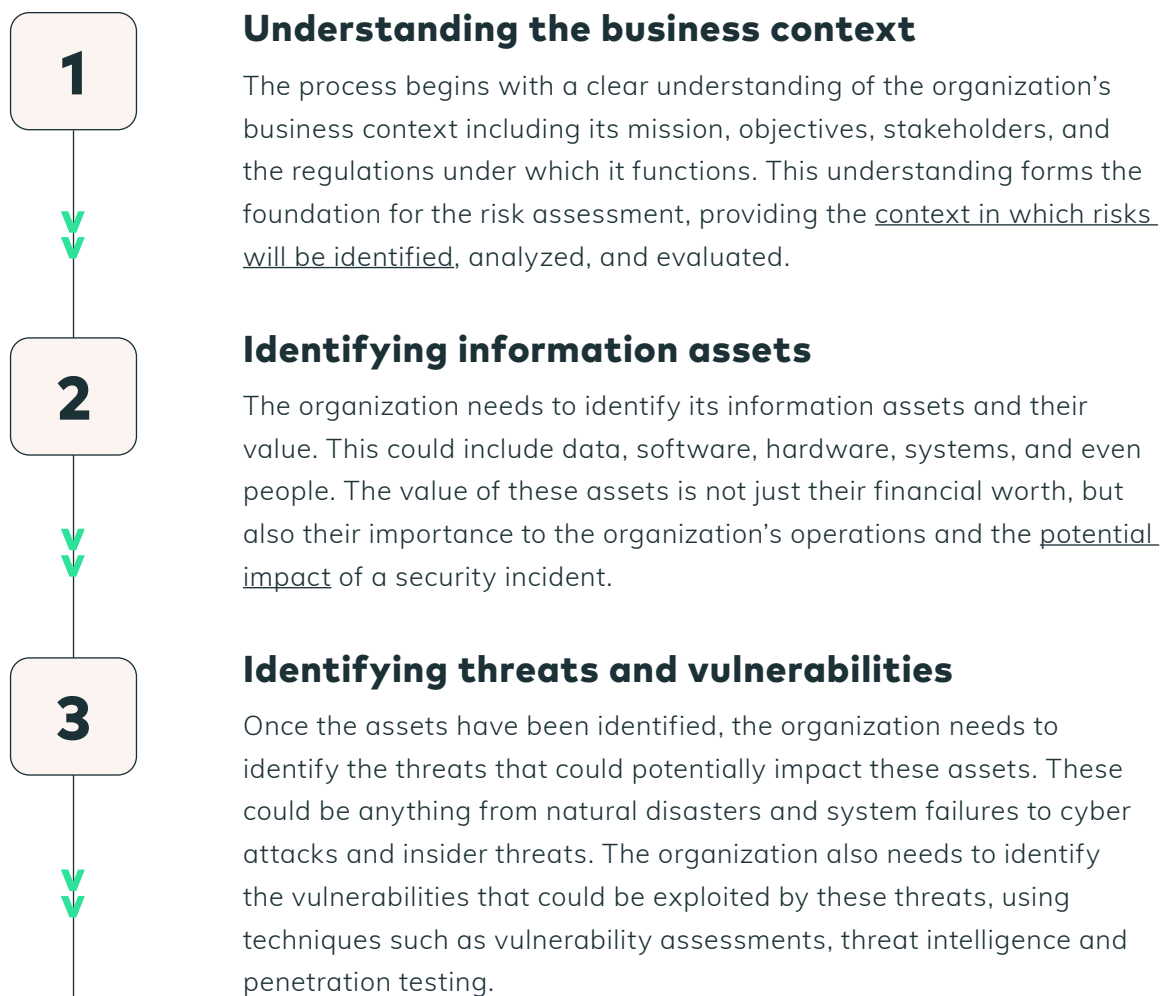 1
Understanding the business context
The process begins with a clear understanding of the organization’s
business context including its mission, objectives, stakeholders, and
the regulations under which it functions. This understanding forms the
foundation for the risk assessment, providing the context in which risks
will be identified, analyzed, and evaluated.
2
Identifying information assets
The organization needs to identify its information assets and their
value. This could include data, software, hardware, systems, and even
people. The value of these assets is not just their financial worth, but
also their importance to the organization’s operations and the potential
impact of a security incident.
3
Identifying threats and vulnerabilities
Once the assets have been identified, the organization needs to
identify the threats that could potentially impact these assets. These
could be anything from natural disasters and system failures to cyber
attacks and insider threats. The organization also needs to identify
the vulnerabilities that could be exploited by these threats, using
techniques such as vulnerability assessments, threat intelligence and
penetration testing.